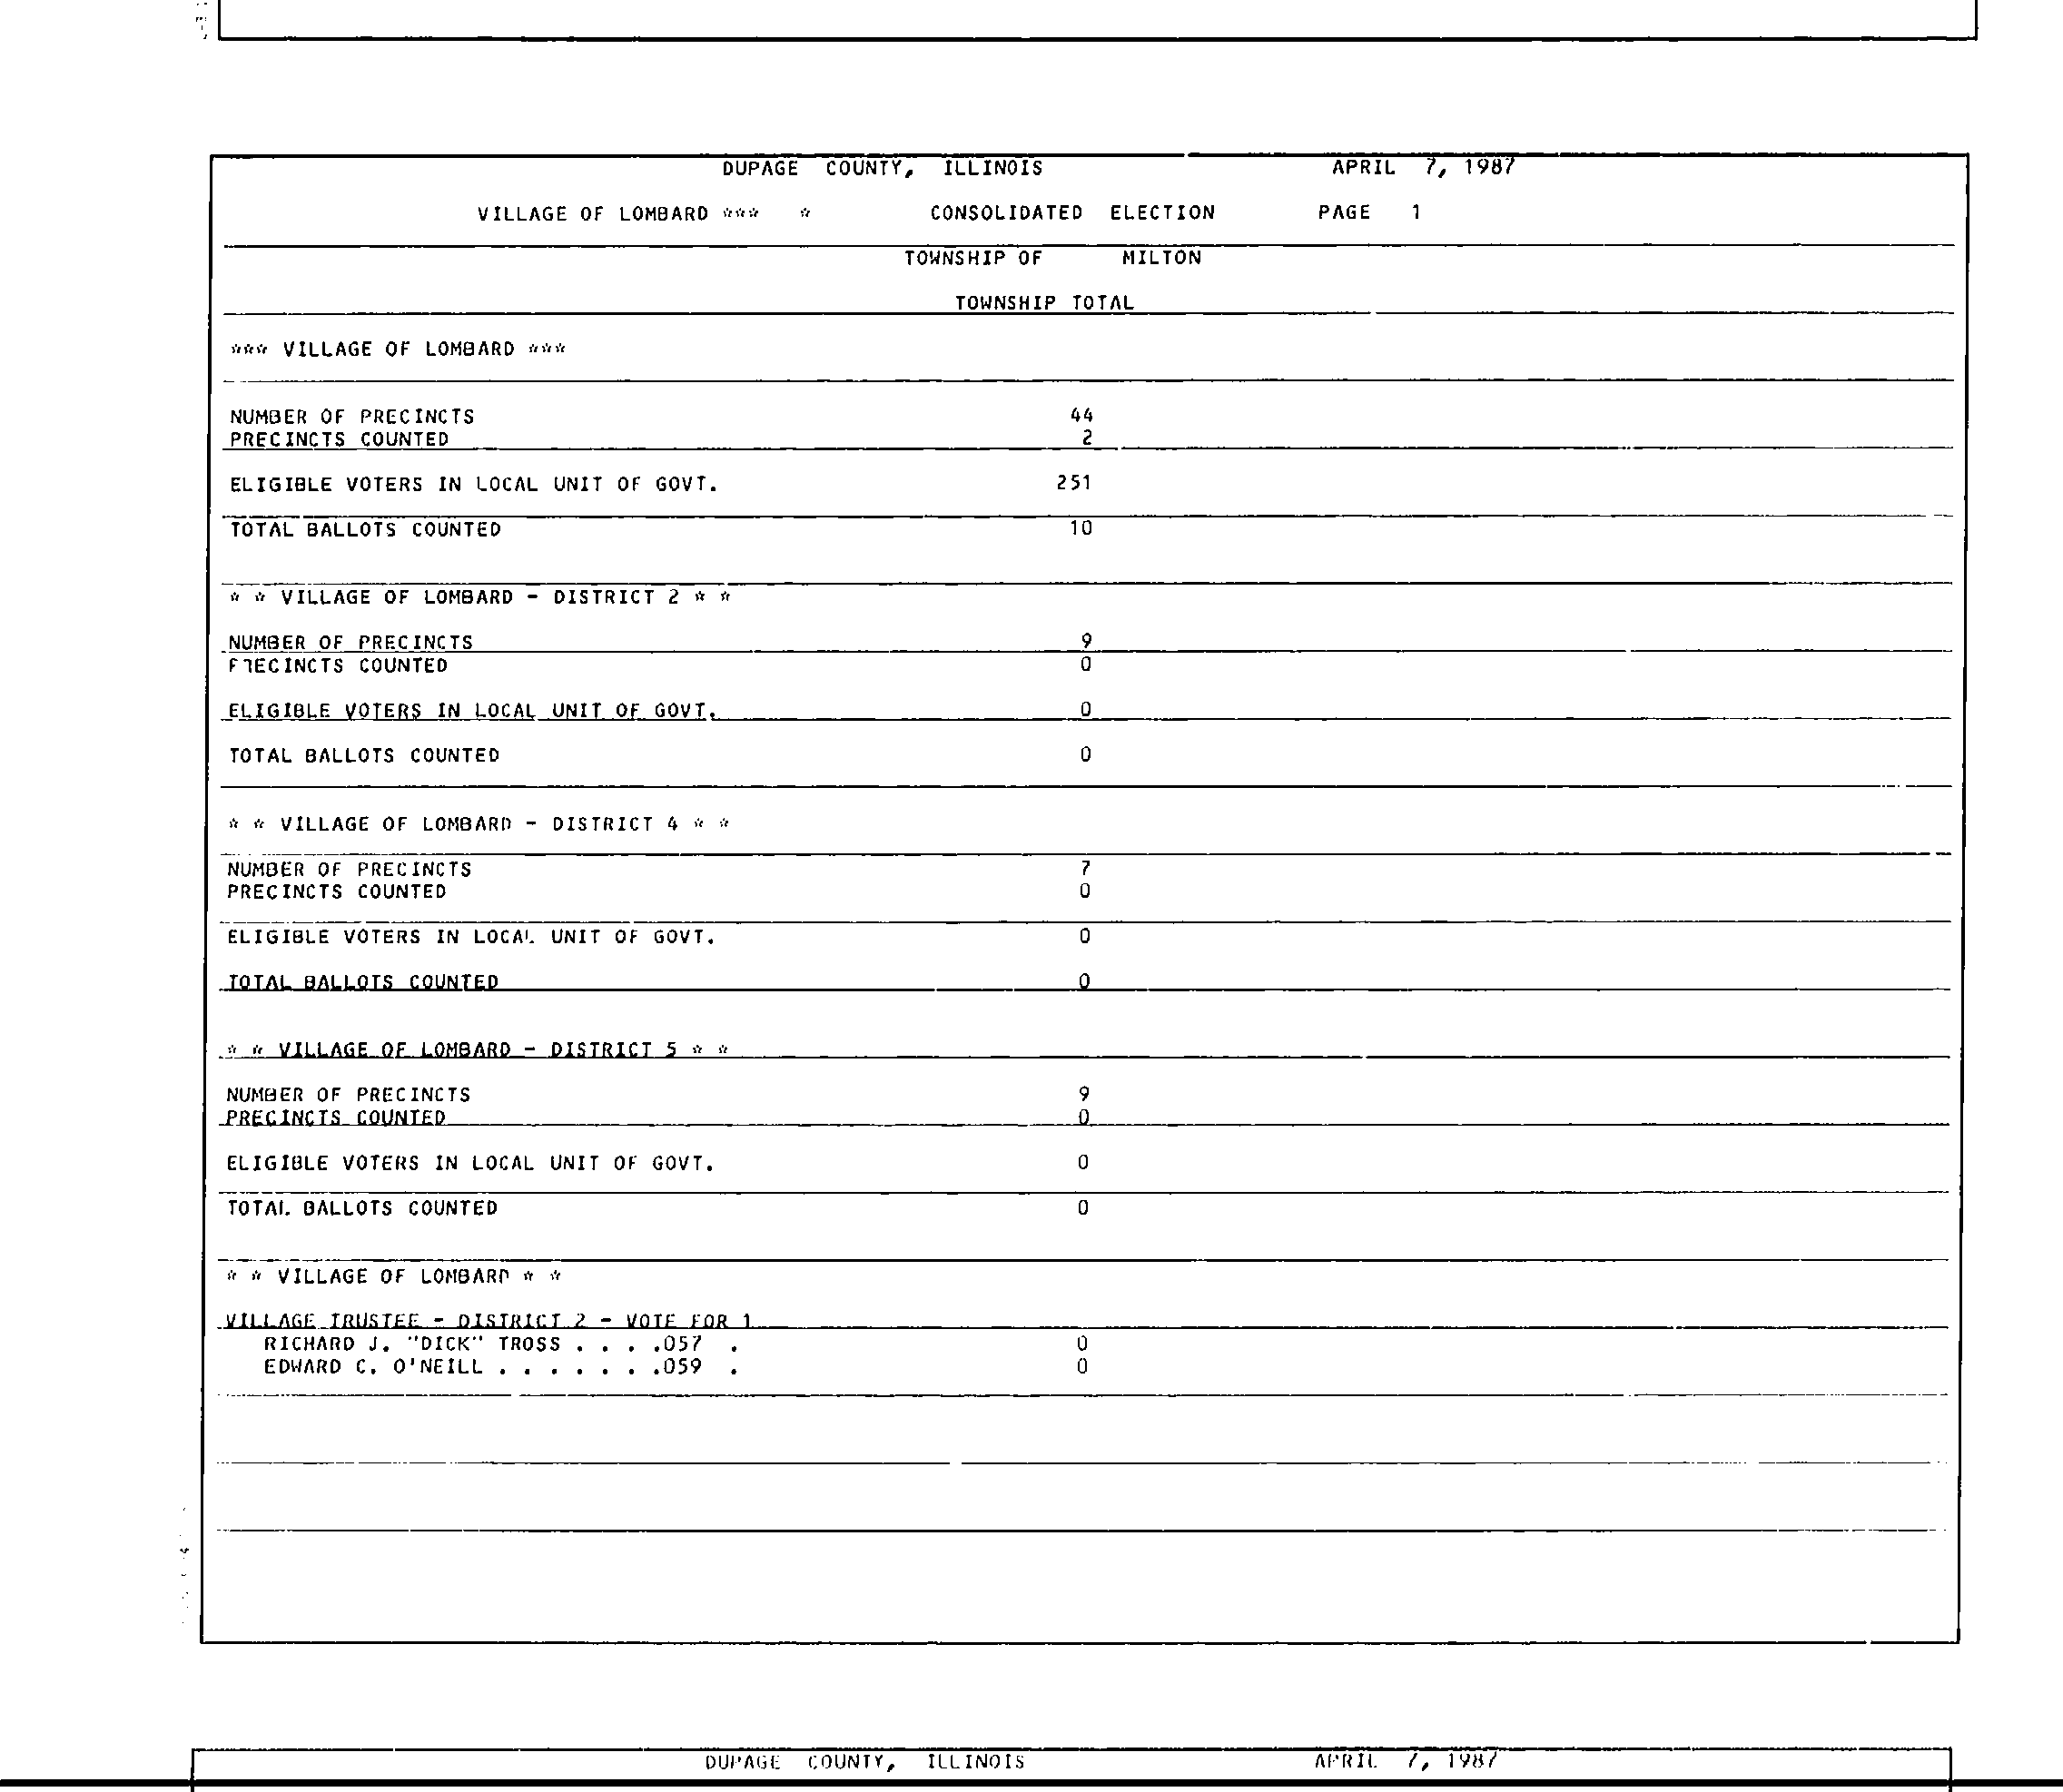 DUPAGE COUNTY, ILLINOIS APRIL 7, 1987
VILLAGE OF LOMBARD *** * CONSOLIDATED ELECTION PAGE 1
TOWNSHIP OF MILTON
TOWNSHIP TOTAL
*** VILLAGE OF LOMBARD ***
NUMBER OF PRECINCTS 44
PRECINCTS COUNTED 2
ELIGIBLE VOTERS IN LOCAL UNIT OF GOVT. 251
TOTAL BALLOTS COUNTED 10
* * VILLAGE OF LOMBARD - DISTRICT 2 * *
NUMBER OF PRECINCTS 9
PRECINCTS COUNTED 0
ELIGIBLE VOTERS IN LOCAL UNIT OF GOVT. 0
TOTAL BALLOTS COUNTED 0
* * VILLAGE OF LOMBARD - DISTRICT 4 * *
NUMBER OF PRECINCTS 7
PRECINCTS COUNTED 0
ELIGIBLE VOTERS IN LOCAL UNIT OF GOVT. 0
TOTAL BALLOTS COUNTED 0
* * VILLAGE OF LOMBARD - DISTRICT 5 * *
NUMBER OF PRECINCTS 9
PRECINCTS COUNTED 0
ELIGIBLE VOTERS IN LOCAL UNIT OF GOVT. 0
TOTAL BALLOTS COUNTED 0
* * VILLAGE OF LOMBARD * *
VILLAGE TRUSTEE - DISTRICT 2 - VOTE FOR 1
RICHARD J. "DICK" TROSS . . . .057 . 0
EDWARD C. O'NEILL . . . . . . .059 . 0
DUPAGE COUNTY, ILLINOIS APRIL 7, 1987